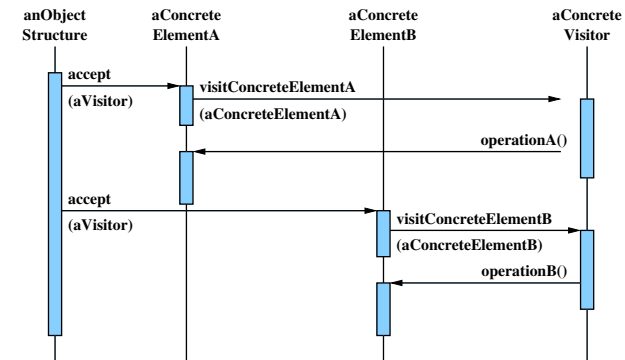 anObject
Structure
aConcrete
ElementA
aConcrete
ElementB
aConcrete
Visitor
accept
(aVisitor)
visitConcreteElementA
(aConcreteElementA)
operationA()
accept
(aVisitor)
visitConcreteElementB
(aConcreteElementB)
operationB()